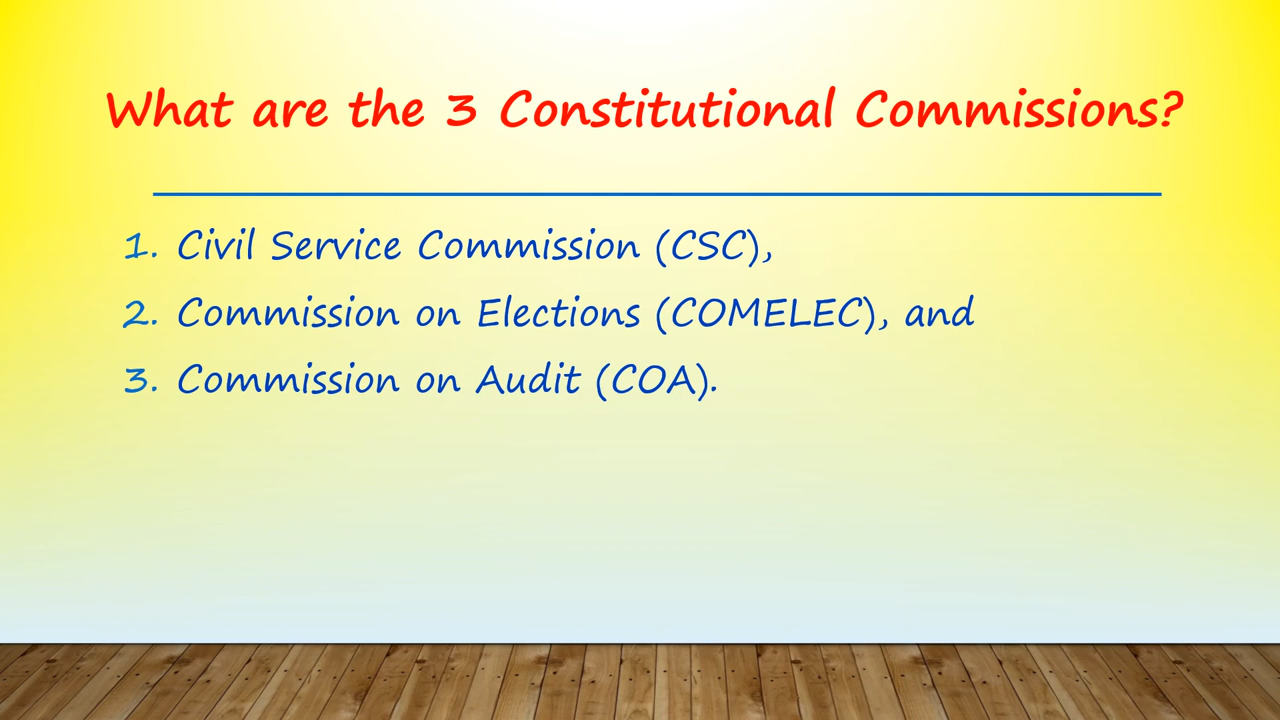 What are the 3 Constitutional Commissions?
1. Civil Service Commission (CSC),
2. Commission on Elections (COMELEC), and
3. Commission on Audit (COA).